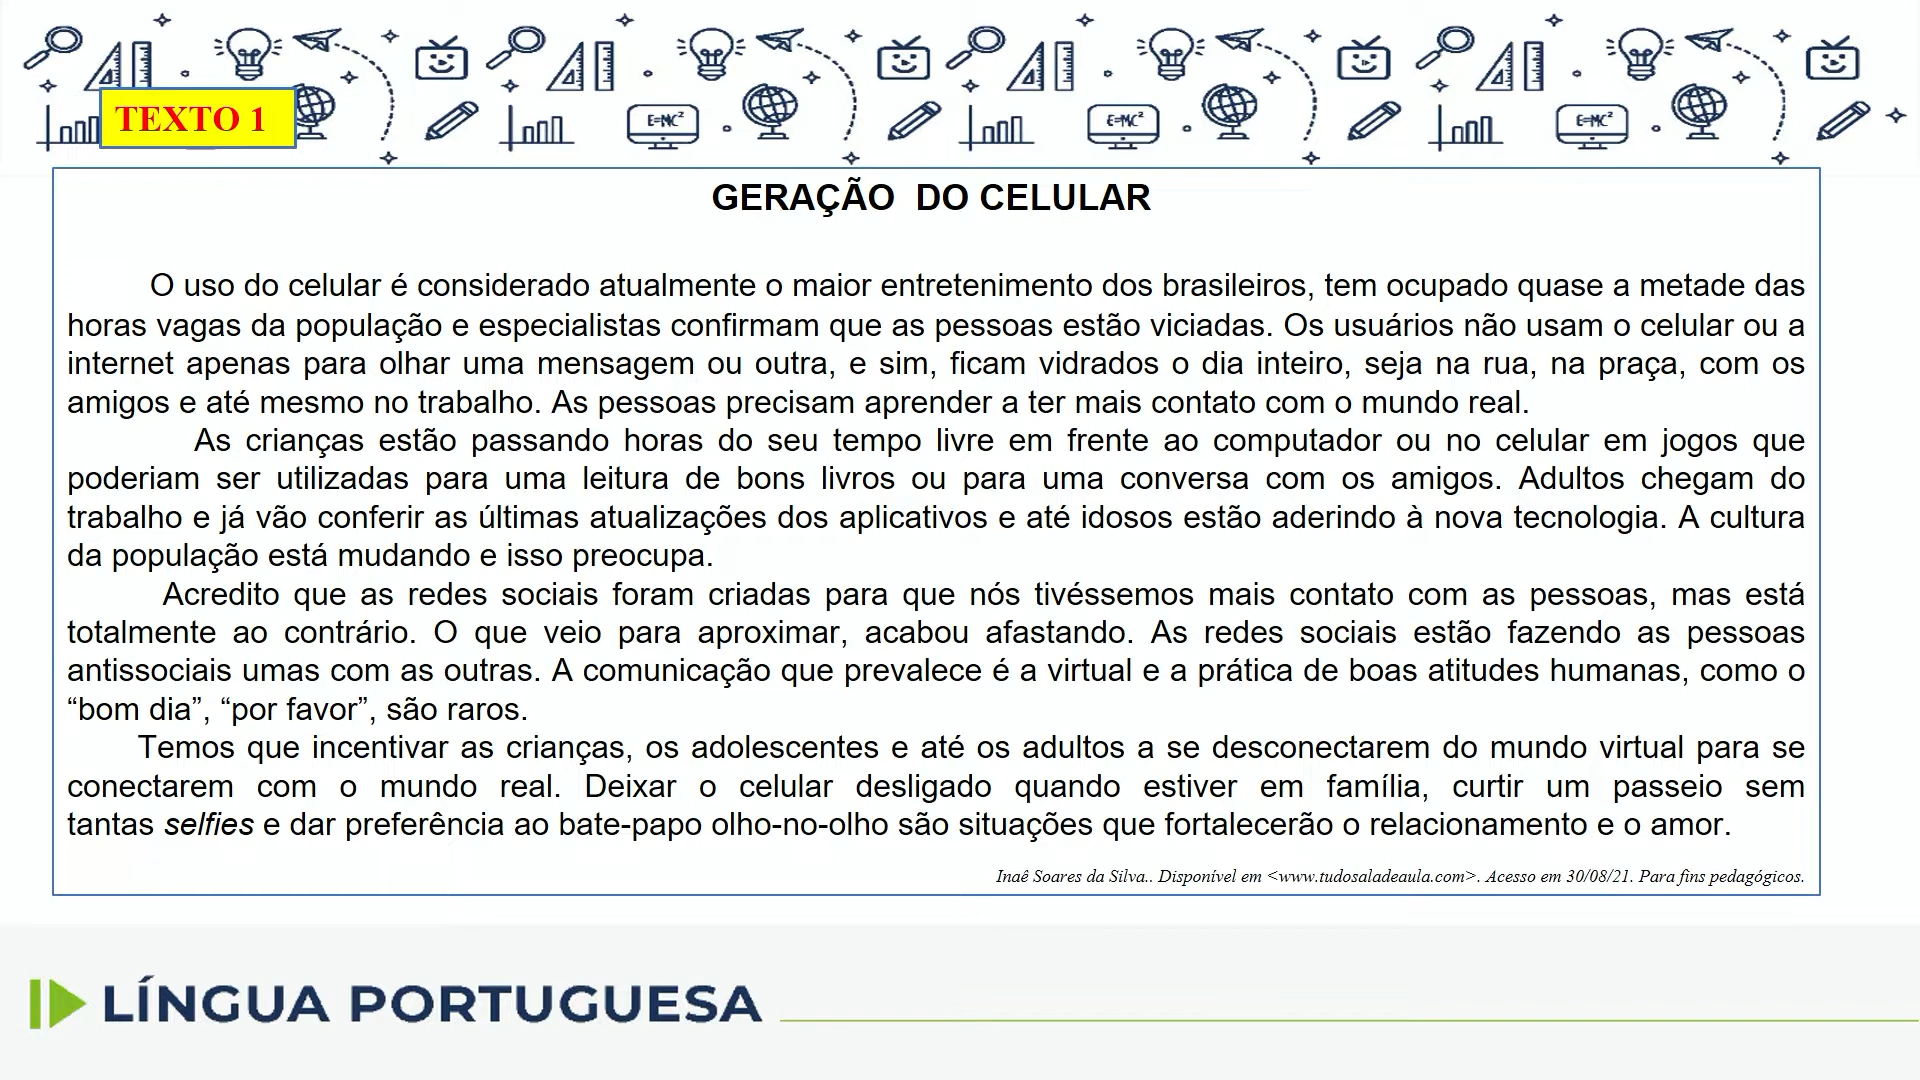 E=MC²
E=MC²
E=MC²
TEXTO 1
GERAÇÃO DO CELULAR
O uso do celular é considerado atualmente o maior entretenimento dos brasileiros, tem ocupado quase a metade das
horas vagas da população e especialistas confirmam que as pessoas estão viciadas. Os usuários não usam o celular ou a
internet apenas para olhar uma mensagem ou outra, e sim, ficam vidrados o dia inteiro, seja na rua, na praça, com os
amigos e até mesmo no trabalho. As pessoas precisam aprender a ter mais contato com o mundo real.
As crianças estão passando horas do seu tempo livre em frente ao computador ou no celular em jogos que
poderiam ser utilizadas para uma leitura de bons livros ou para uma conversa com os amigos. Adultos chegam do
trabalho e já vão conferir as últimas atualizações dos aplicativos e até idosos estão aderindo à nova tecnologia. A cultura
da população está mudando e isso preocupa.
Acredito que as redes sociais foram criadas para que nós tivéssemos mais contato com as pessoas, mas está
totalmente ao contrário. O que veio para aproximar, acabou afastando. As redes sociais estão fazendo as pessoas
antissociais umas com as outras. A comunicação que prevalece é a virtual e a prática de boas atitudes humanas, como o
“bom dia”, “por favor”, são raros.
Temos que incentivar as crianças, os adolescentes e até os adultos a se desconectarem do mundo virtual para se
conectarem com o mundo real. Deixar o celular desligado quando estiver em família, curtir um passeio sem
tantas selfies e dar preferência ao bate-papo olho-no-olho são situações que fortalecerão o relacionamento e o amor.
Inaê Soares da Silva.. Disponível em <www.tudosaladeaula.com>. Acesso em 30/08/21. Para fins pedagógicos.
LÍNGUA PORTUGUESA